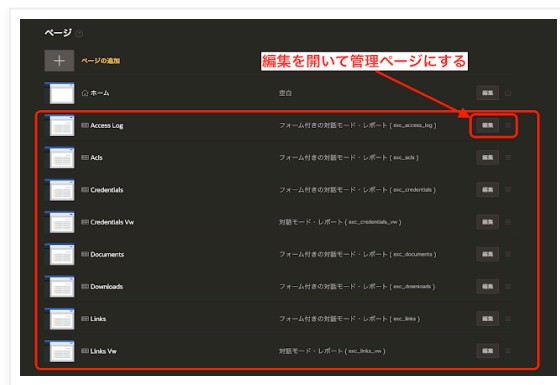 ページ
ページの追加
編集を開いて管理ページにする
ホーム 空白 編集
Access Log フォーム付きの対話モード・レポート ( exc_access_log ) 編集
Acls フォーム付きの対話モード・レポート ( exc_acls ) 編集
Credentials フォーム付きの対話モード・レポート ( exc_credentials ) 編集
Credentials Vw 対話モード・レポート ( exc_credentials_vw ) 編集
Documents フォーム付きの対話モード・レポート ( exc_documents ) 編集
Downloads フォーム付きの対話モード・レポート ( exc_downloads ) 編集
Links フォーム付きの対話モード・レポート ( exc_links ) 編集
Links Vw 対話モード・レポート ( exc_links_vw ) 編集